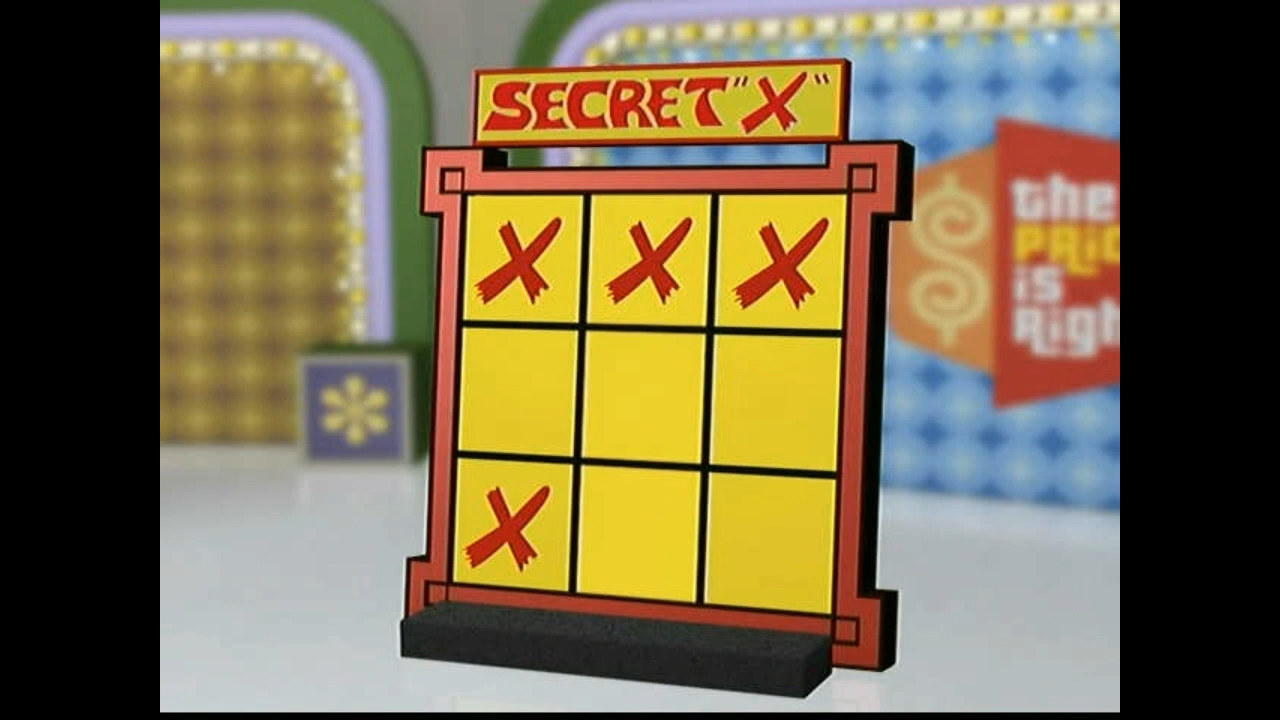 SECRET "X"
X X X
X
the
PRIC
is
Righ